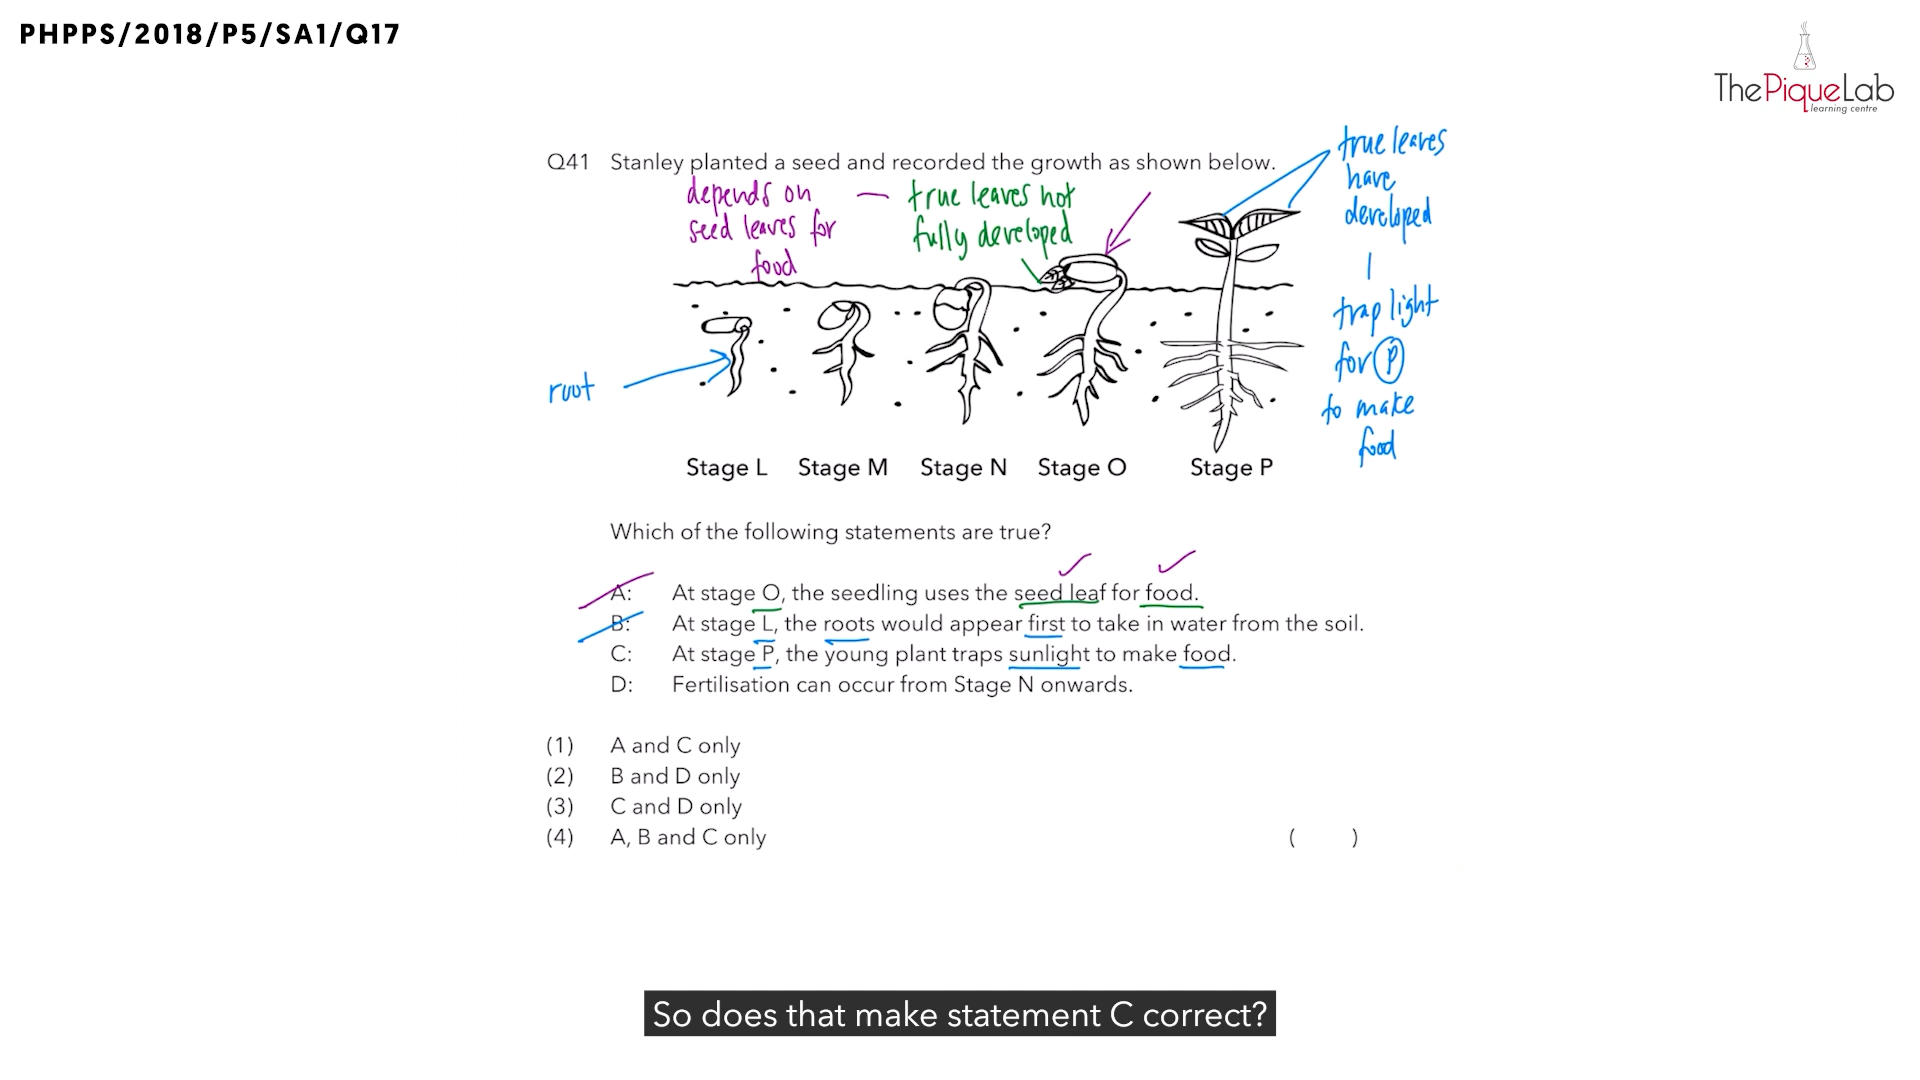 PHPPS/2018/P5/SA1/Q17
ThePiqueLab
learning centre
Q41 Stanley planted a seed and recorded the growth as shown below.
depends on
seed leaves for
food
true leaves not
fully developed
true leaves
have
developed
trap light
for P
to make
food
root
Stage L Stage M Stage N Stage O Stage P
Which of the following statements are true?
A: At stage O, the seedling uses the seed leaf for food.
B: At stage L, the roots would appear first to take in water from the soil.
C: At stage P, the young plant traps sunlight to make food.
D: Fertilisation can occur from Stage N onwards.
(1) A and C only
(2) B and D only
(3) C and D only
(4) A, B and C only ( )
So does that make statement C correct?